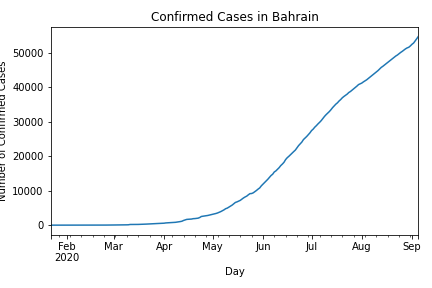 Confirmed Cases in Bahrain
Number of Confirmed Cases
50000
40000
30000
20000
10000
0
Feb Mar Apr May Jun Jul Aug Sep
2020
Day